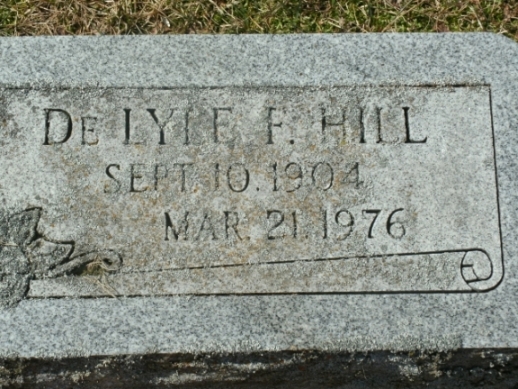 De LYLE F. HILL
SEPT. 10. 1904
MAR. 21. 1976